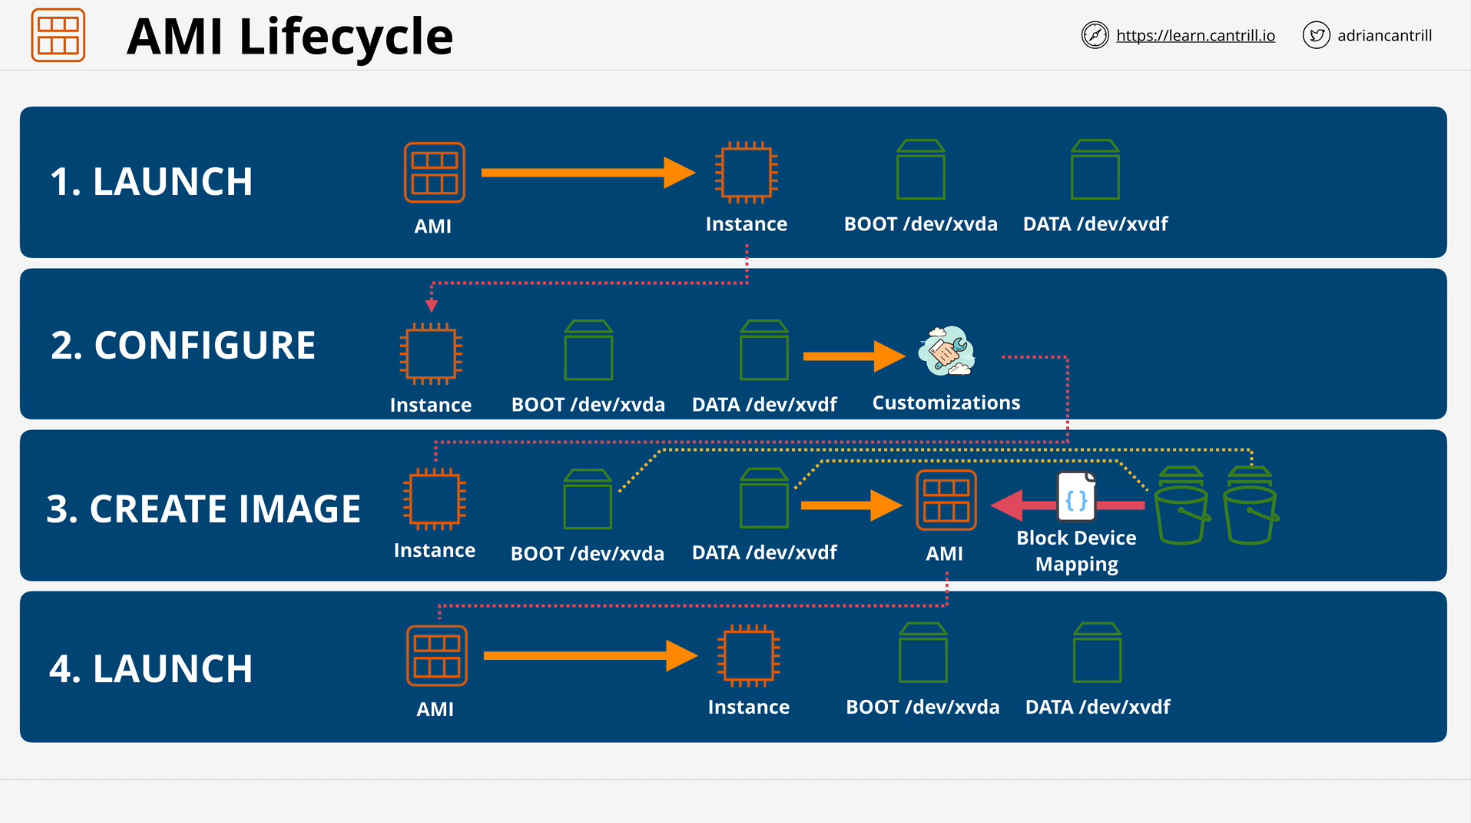 AMI Lifecycle
https://learn.cantrill.io
adriancantrill
1. LAUNCH
AMI
Instance
BOOT /dev/xvda
DATA /dev/xvdf
2. CONFIGURE
Instance
BOOT /dev/xvda
DATA /dev/xvdf
Customizations
3. CREATE IMAGE
Instance
BOOT /dev/xvda
DATA /dev/xvdf
AMI
{ }
Block Device
Mapping
4. LAUNCH
AMI
Instance
BOOT /dev/xvda
DATA /dev/xvdf